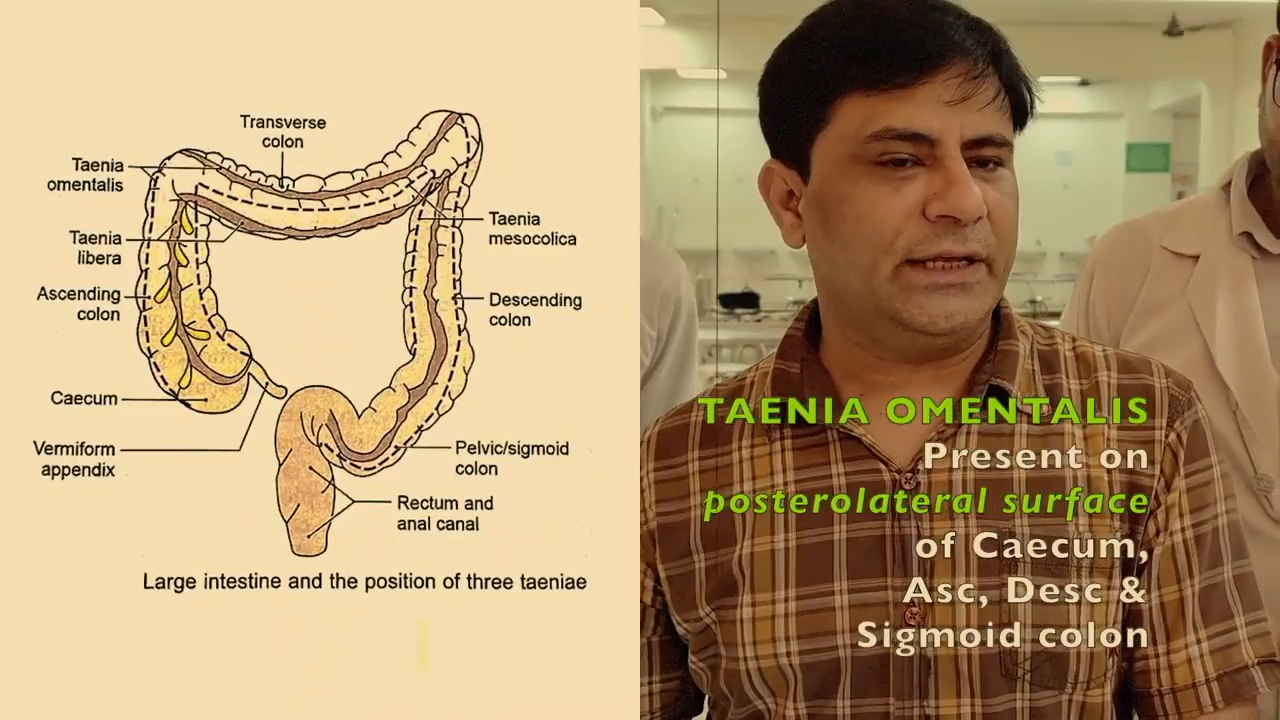 Transverse
colon
Taenia
omentalis
Taenia
libera
Ascending
colon
Caecum
Vermiform
appendix
Taenia
mesocolica
Descending
colon
Pelvic/sigmoid
colon
Rectum and
anal canal
Large intestine and the position of three taeniae
TAENIA OMENTALIS
Present on
posterolateral surface
of Caecum,
Asc, Desc &
Sigmoid colon